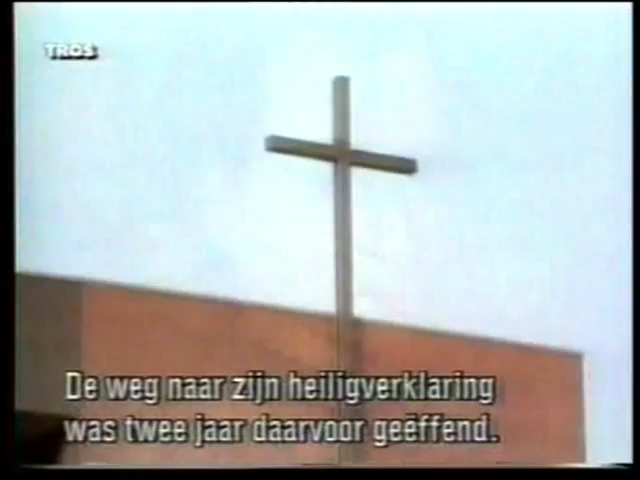 TROS
De weg naar zijn heiligverklaring
was twee jaar daarvoor geëffend.